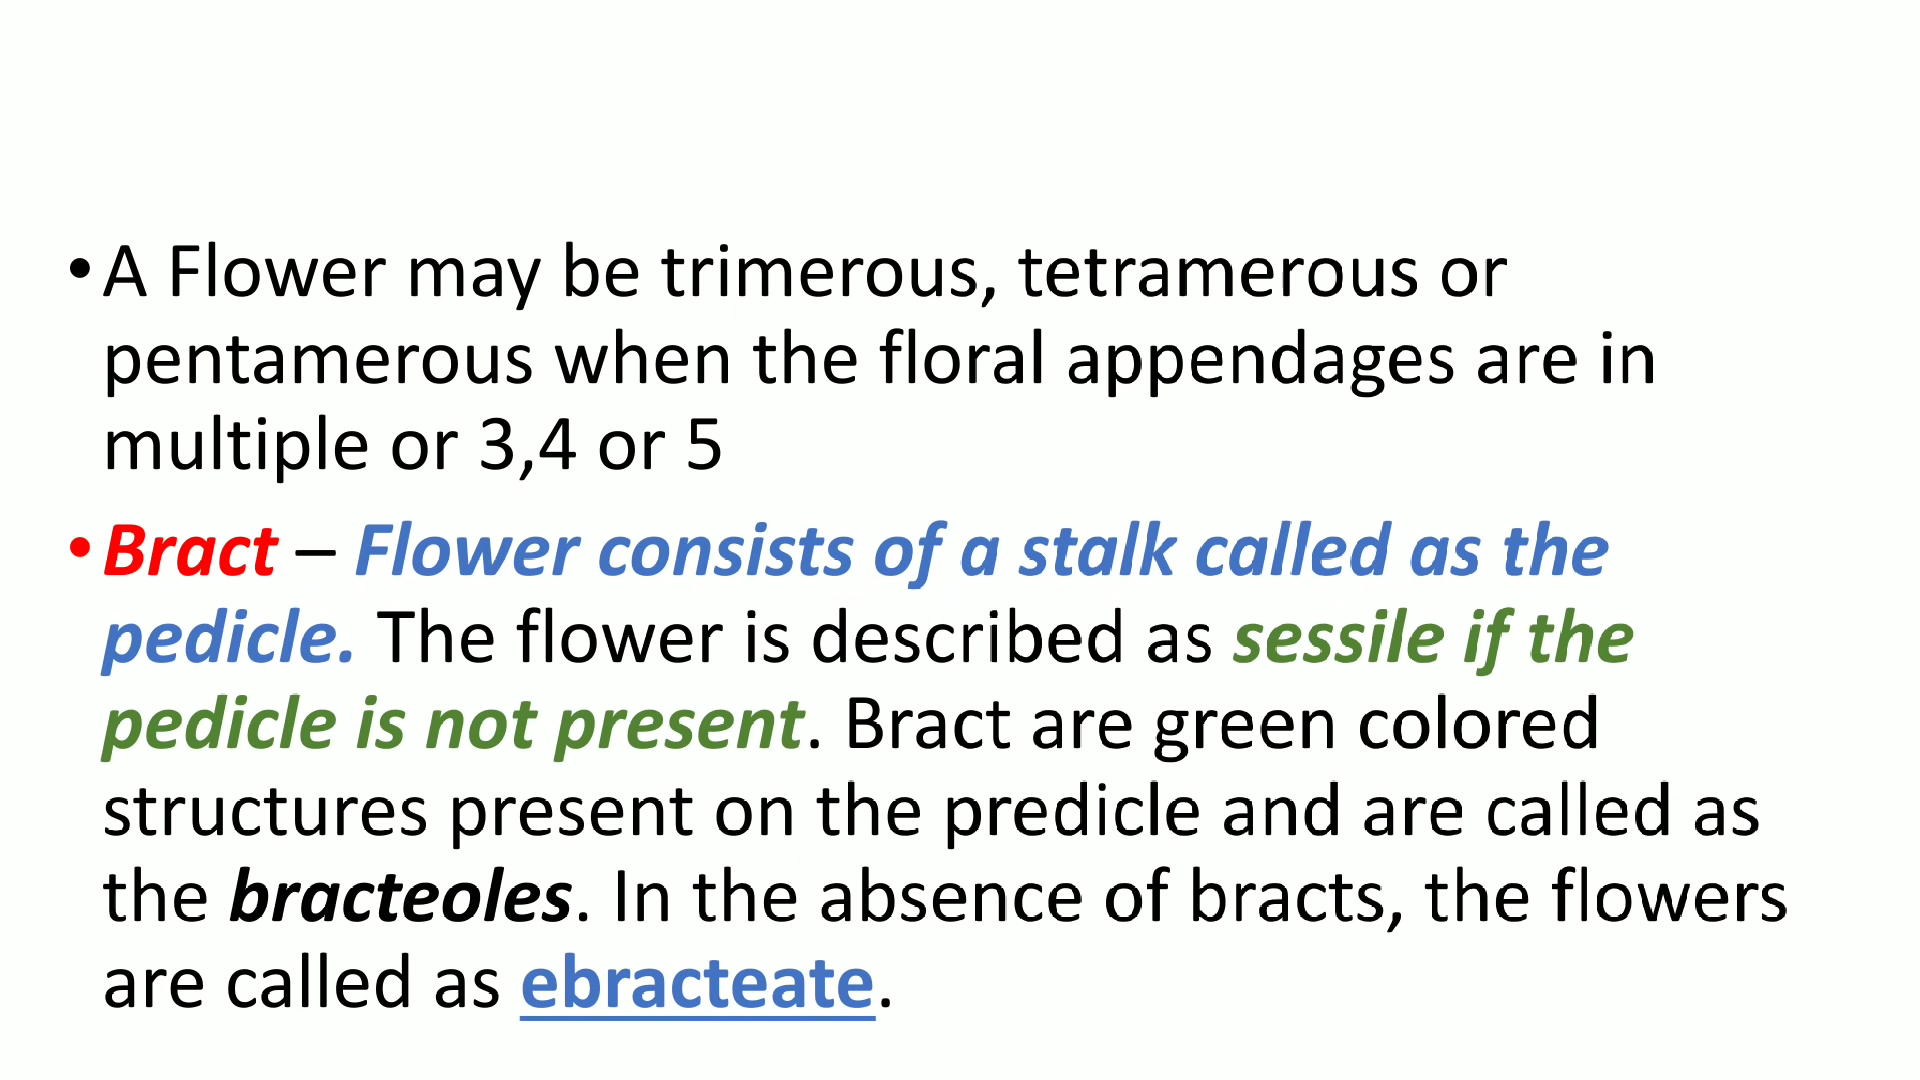 •A Flower may be trimerous, tetramerous or
pentamerous when the floral appendages are in
multiple or 3,4 or 5
•Bract – Flower consists of a stalk called as the
pedicle. The flower is described as sessile if the
pedicle is not present. Bract are green colored
structures present on the predicle and are called as
the bracteoles. In the absence of bracts, the flowers
are called as ebracteate.